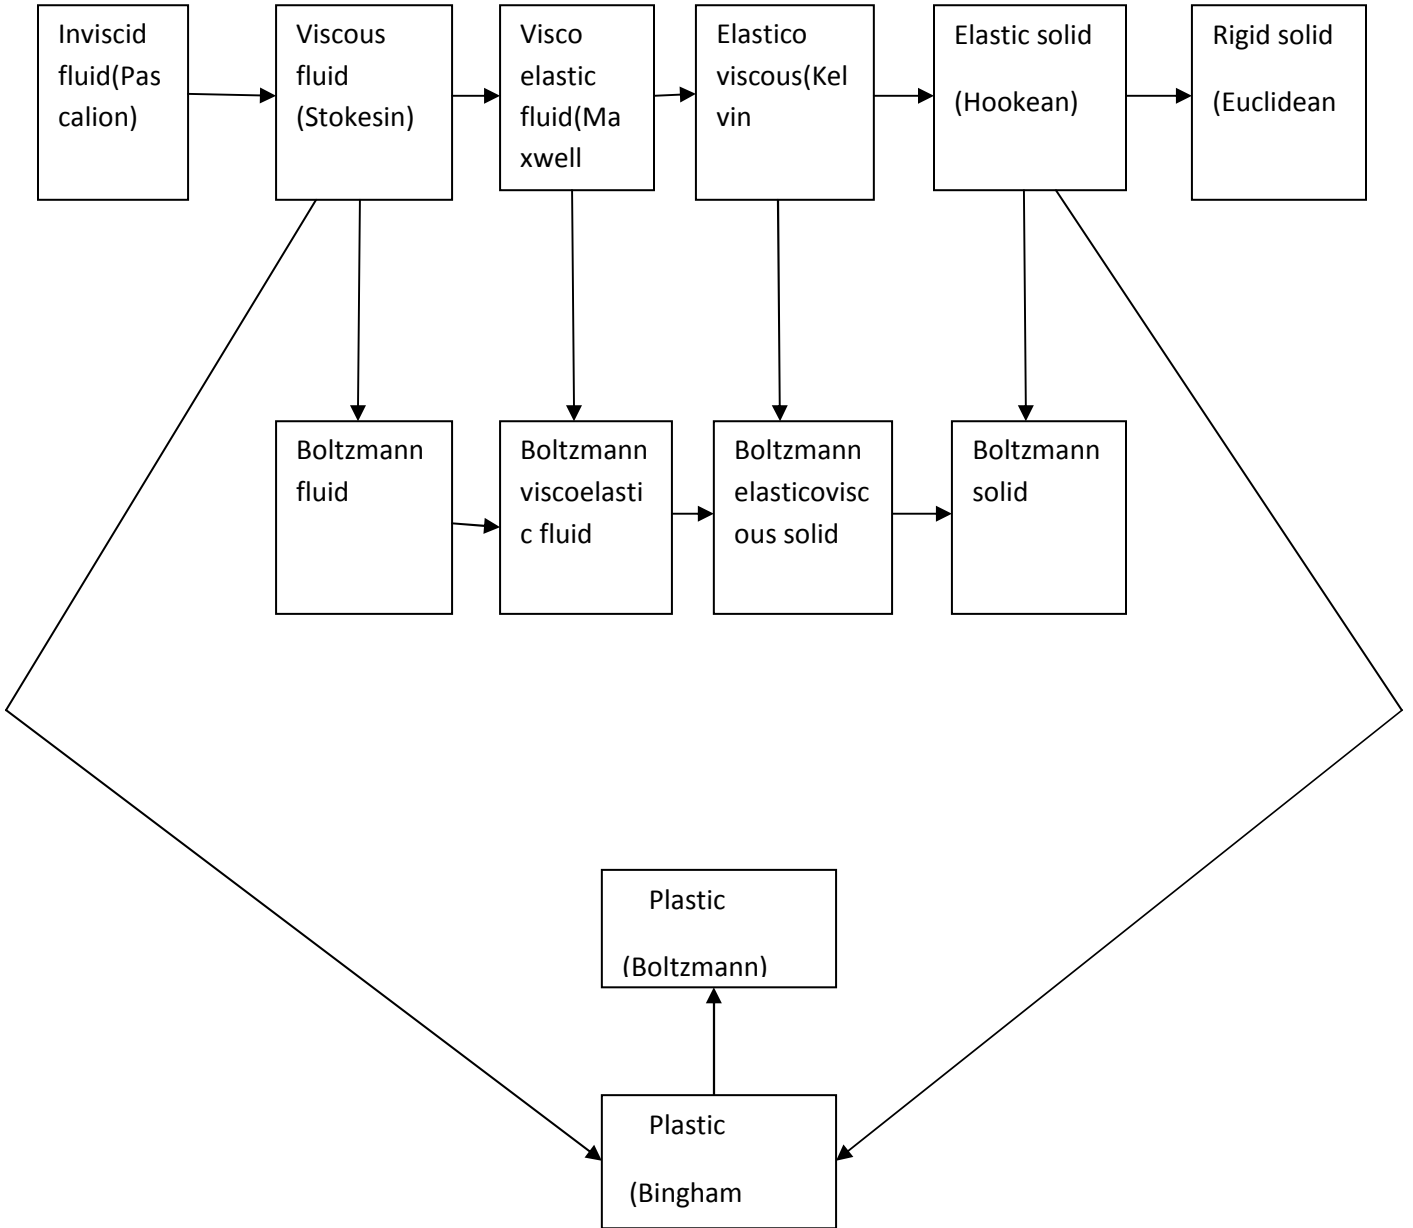 Inviscid
fluid(Pas
calion)
Viscous
fluid
(Stokesin)
Visco
elastic
fluid(Ma
xwell
Elastico
viscous(Kel
vin
Elastic solid
(Hookean)
Rigid solid
(Euclidean
Boltzmann
fluid
Boltzmann
viscoelasti
c fluid
Boltzmann
elasticovisc
ous solid
Boltzmann
solid
Plastic
(Boltzmann)
Plastic
(Bingham